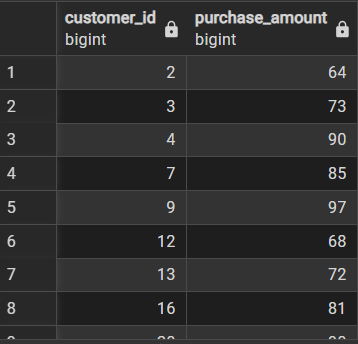 customer_id purchase_amount
bigint bigint
1 2 64
2 3 73
3 4 90
4 7 85
5 9 97
6 12 68
7 13 72
8 16 81